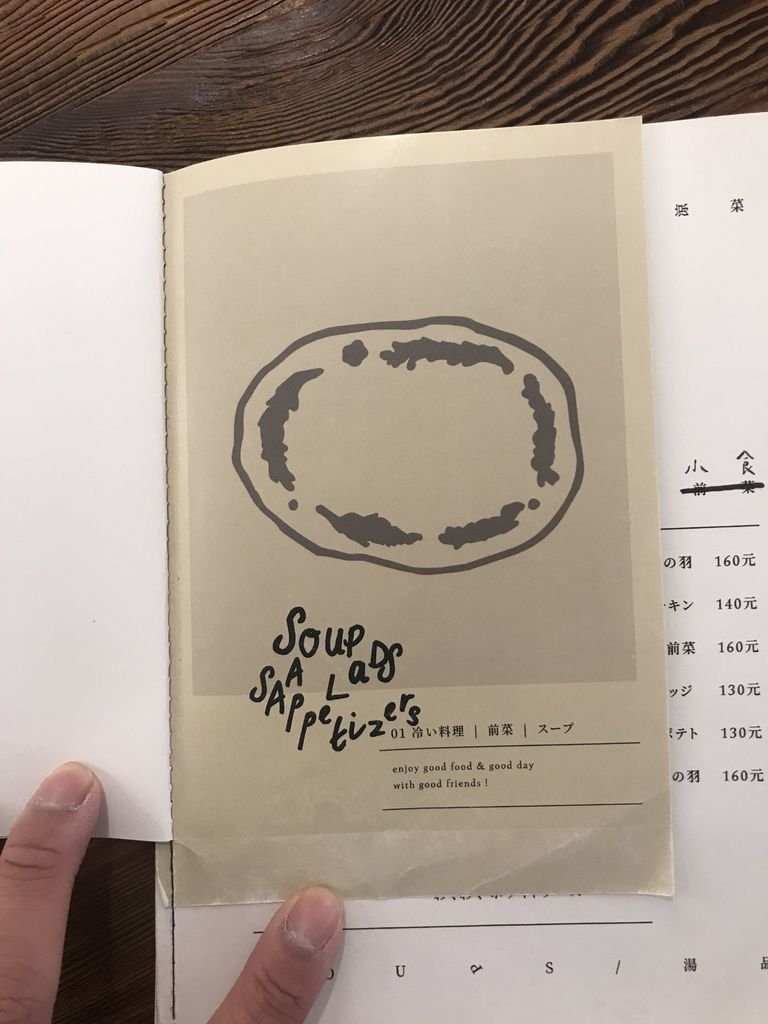 菜
小食
前菜
の羽 160元
キン 140元
前菜 160元
ッジ 130元
ポテト 130元
の羽 160元
SOUP
SALADS
APPetizers
01 冷い料理 | 前菜 | スープ
enjoy good food & good day
with good friends !
U & S / 湯 品